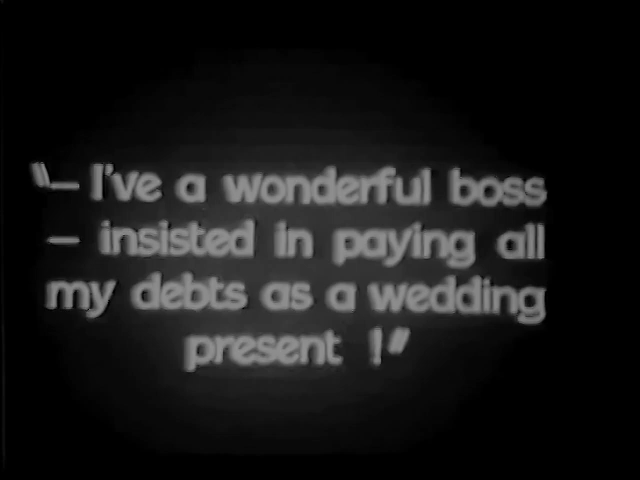 "— I've a wonderful boss
— insisted in paying all
my debts as a wedding
present !"